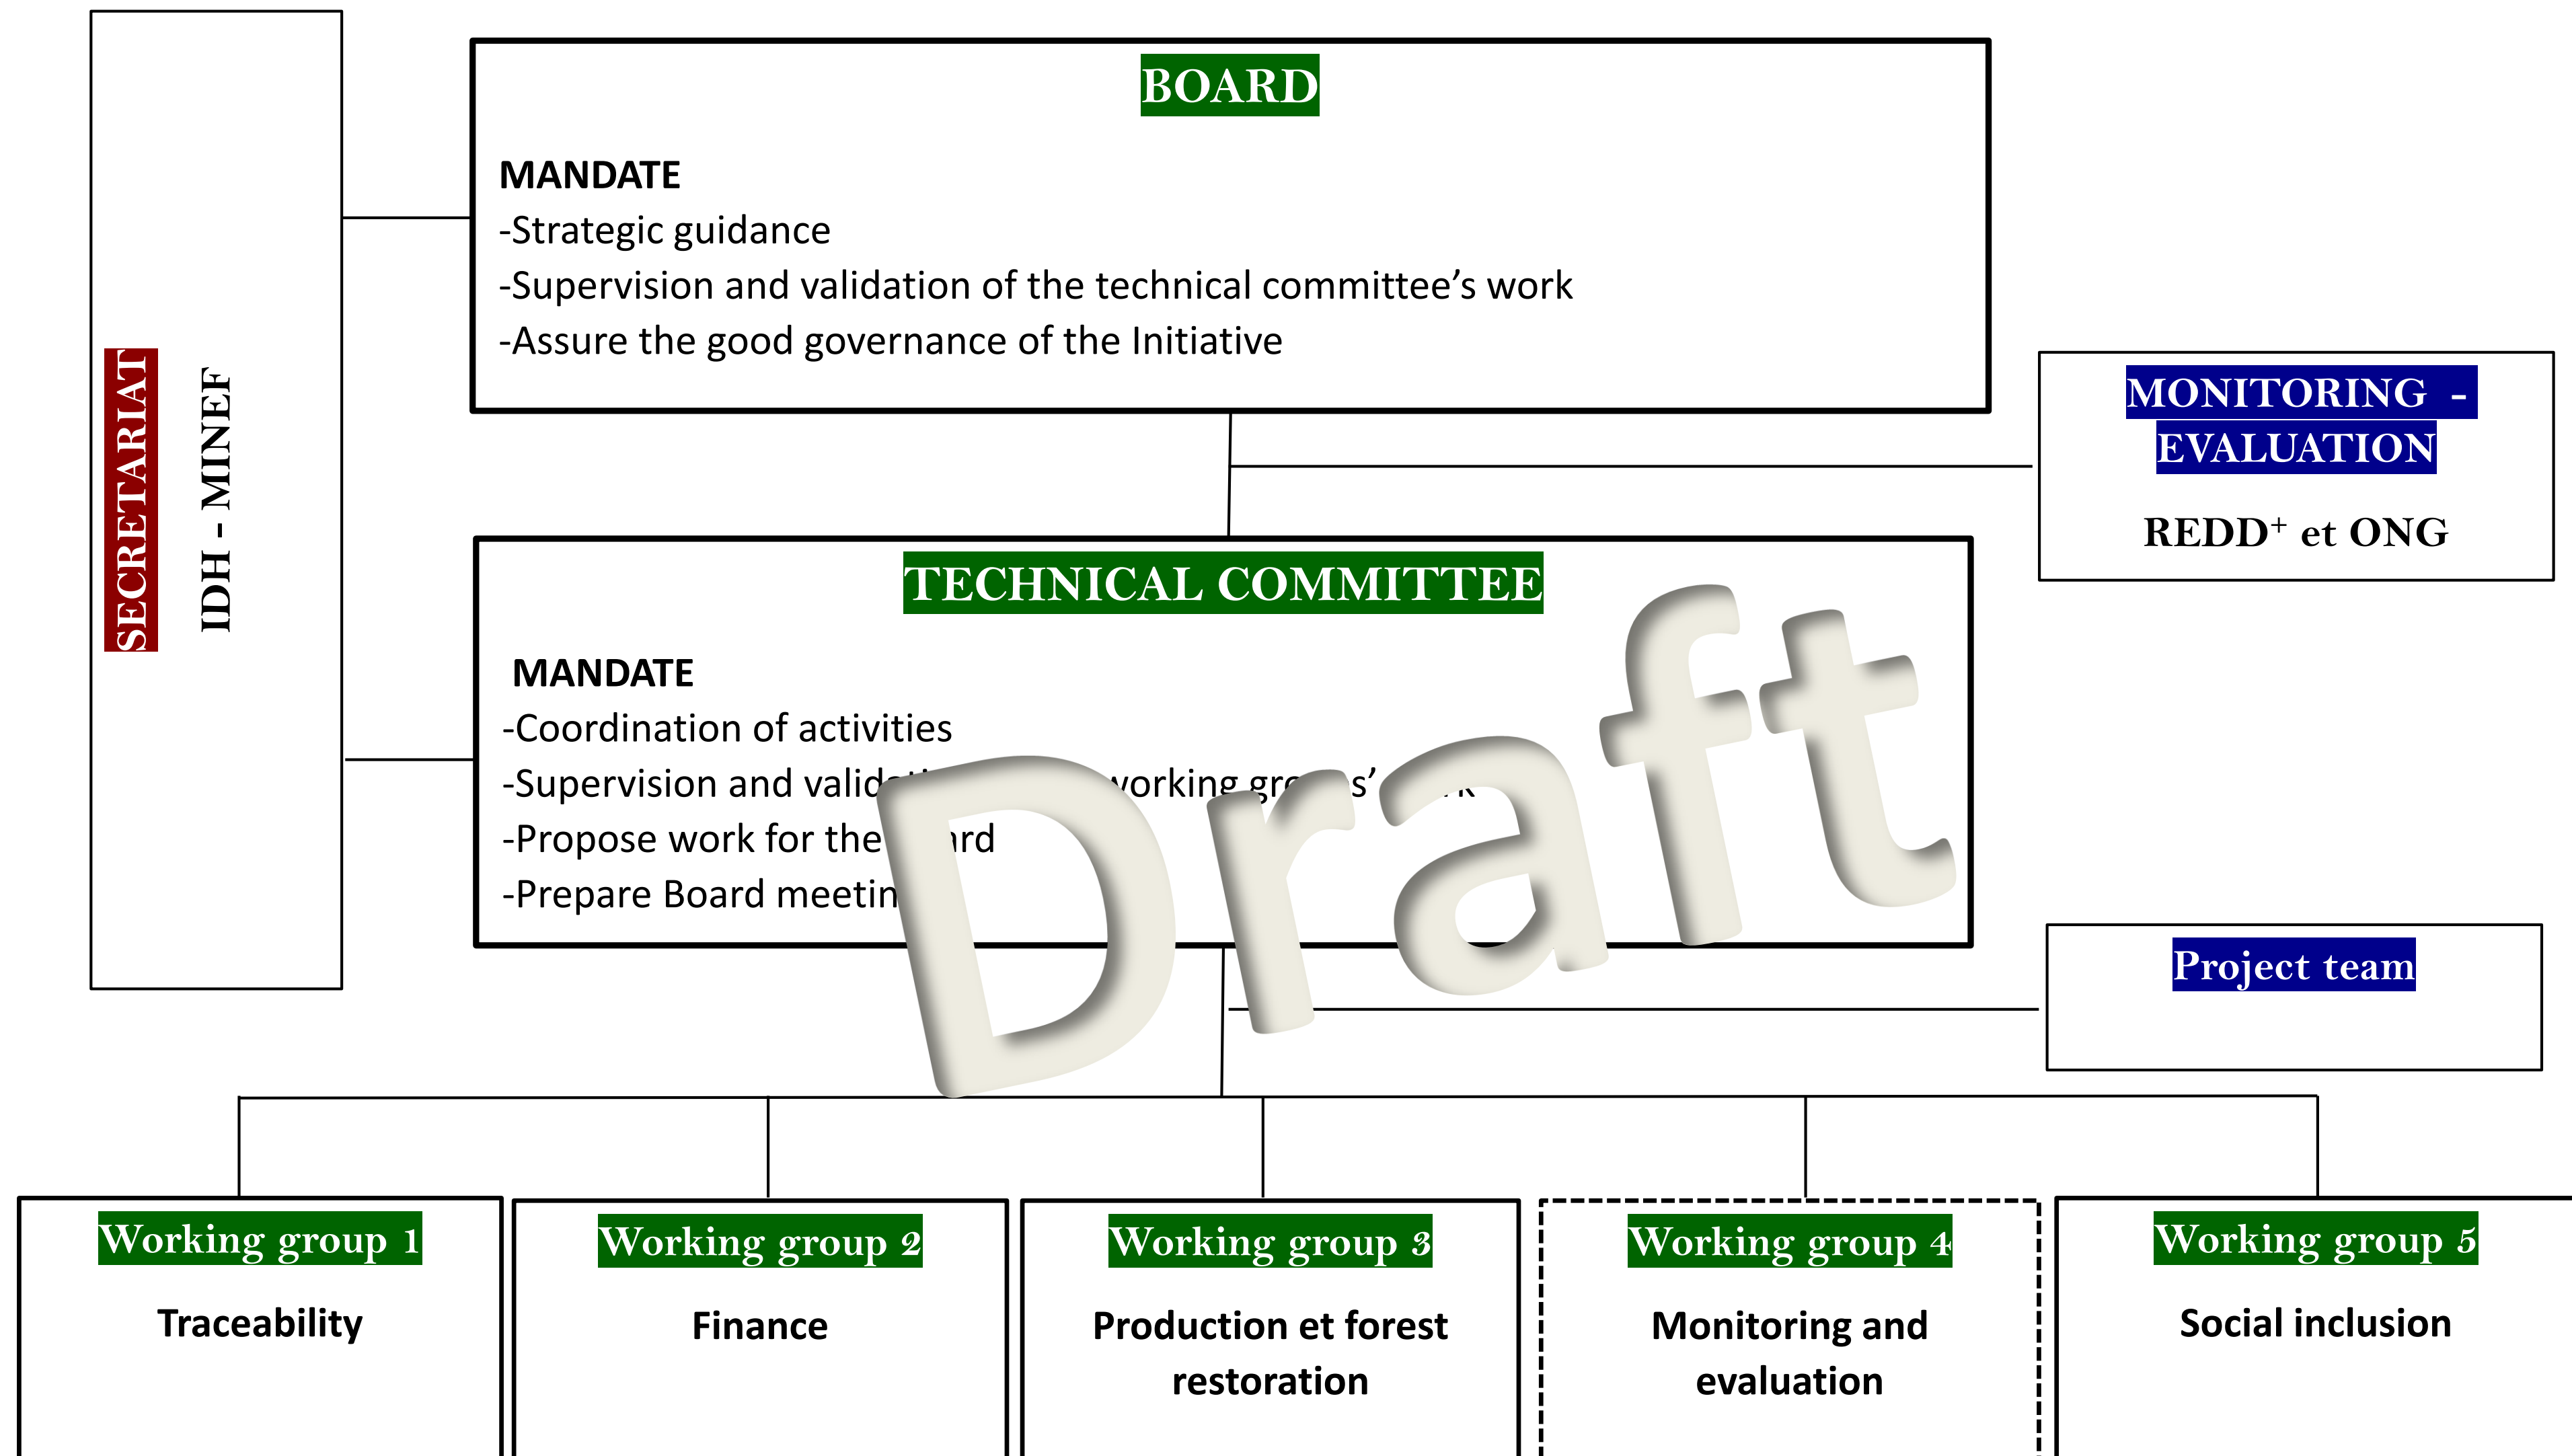 BOARD
MANDATE
-Strategic guidance
-Supervision and validation of the technical committee’s work
-Assure the good governance of the Initiative
SECRETARIAT
IDH - MINEF
MONITORING -
EVALUATION
REDD⁺ et ONG
TECHNICAL COMMITTEE
MANDATE
-Coordination of activities
-Supervision and working
-Propose work for the
-Prepare Board
Draft
Project team
Working group 1
Traceability
Working group 2
Finance
Working group 3
Production et forest
restoration
Working group 4
Monitoring and
evaluation
Working group 5
Social inclusion